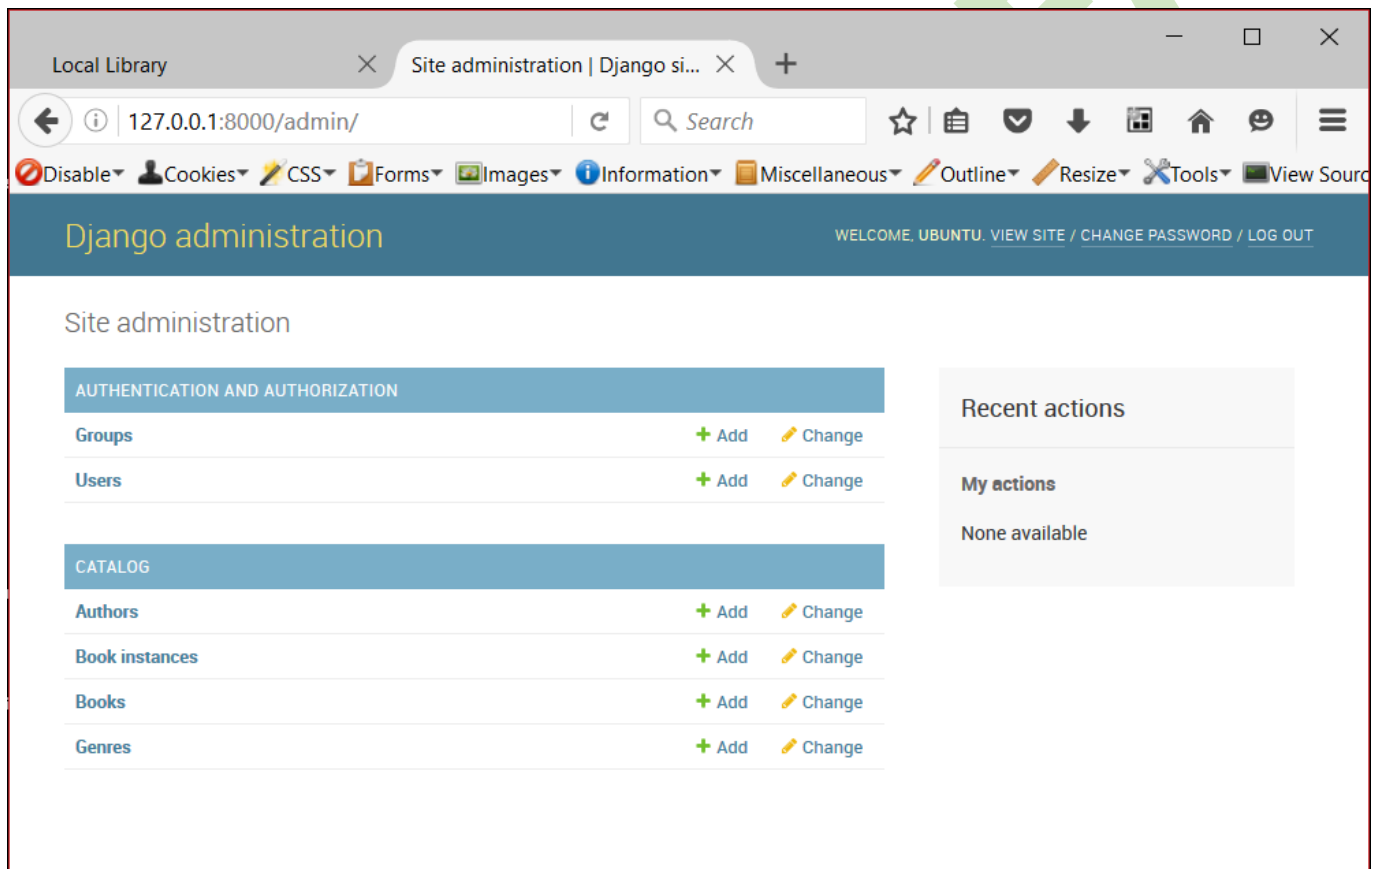 Local Library
Site administration | Django si...
127.0.0.1:8000/admin/
Search
Disable Cookies CSS Forms Images Information Miscellaneous Outline Resize Tools View Sourc
Django administration
WELCOME, UBUNTU. VIEW SITE / CHANGE PASSWORD / LOG OUT
Site administration
AUTHENTICATION AND AUTHORIZATION
Groups Add Change
Users Add Change
CATALOG
Authors Add Change
Book instances Add Change
Books Add Change
Genres Add Change
Recent actions
My actions
None available